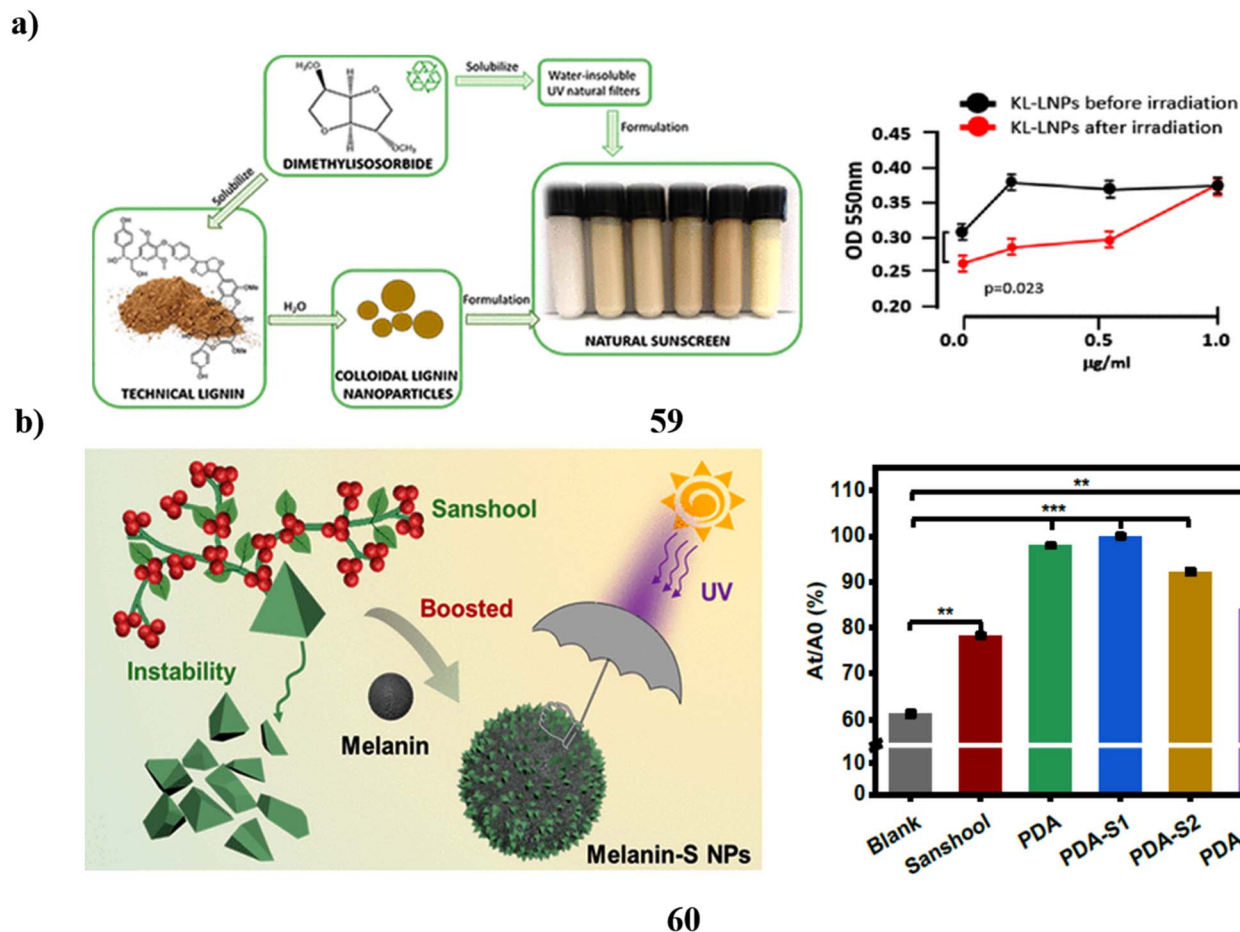 a)
H₃CO
O
H
H
O
OCH₃
DIMETHYLISOSORBIDE
Solubilize
Water-insoluble
UV natural filters
Formulation
Solubilize
TECHNICAL LIGNIN
H₂O
COLLOIDAL LIGNIN
NANOPARTICLES
Formulation
NATURAL SUNSCREEN
KL-LNPs before irradiation
KL-LNPs after irradiation
OD 550nm
0.45
0.40
0.35
0.30
0.25
0.20
p=0.023
0.0 0.5 1.0
µg/ml
59
b)
Sanshool
Instability
Boosted
Melanin
UV
Melanin-S NPs
At/A0 (%)
110
100
90
80
70
60
10
0
**
***
**
Blank Sanshool PDA PDA-S1 PDA-S2 PDA
60